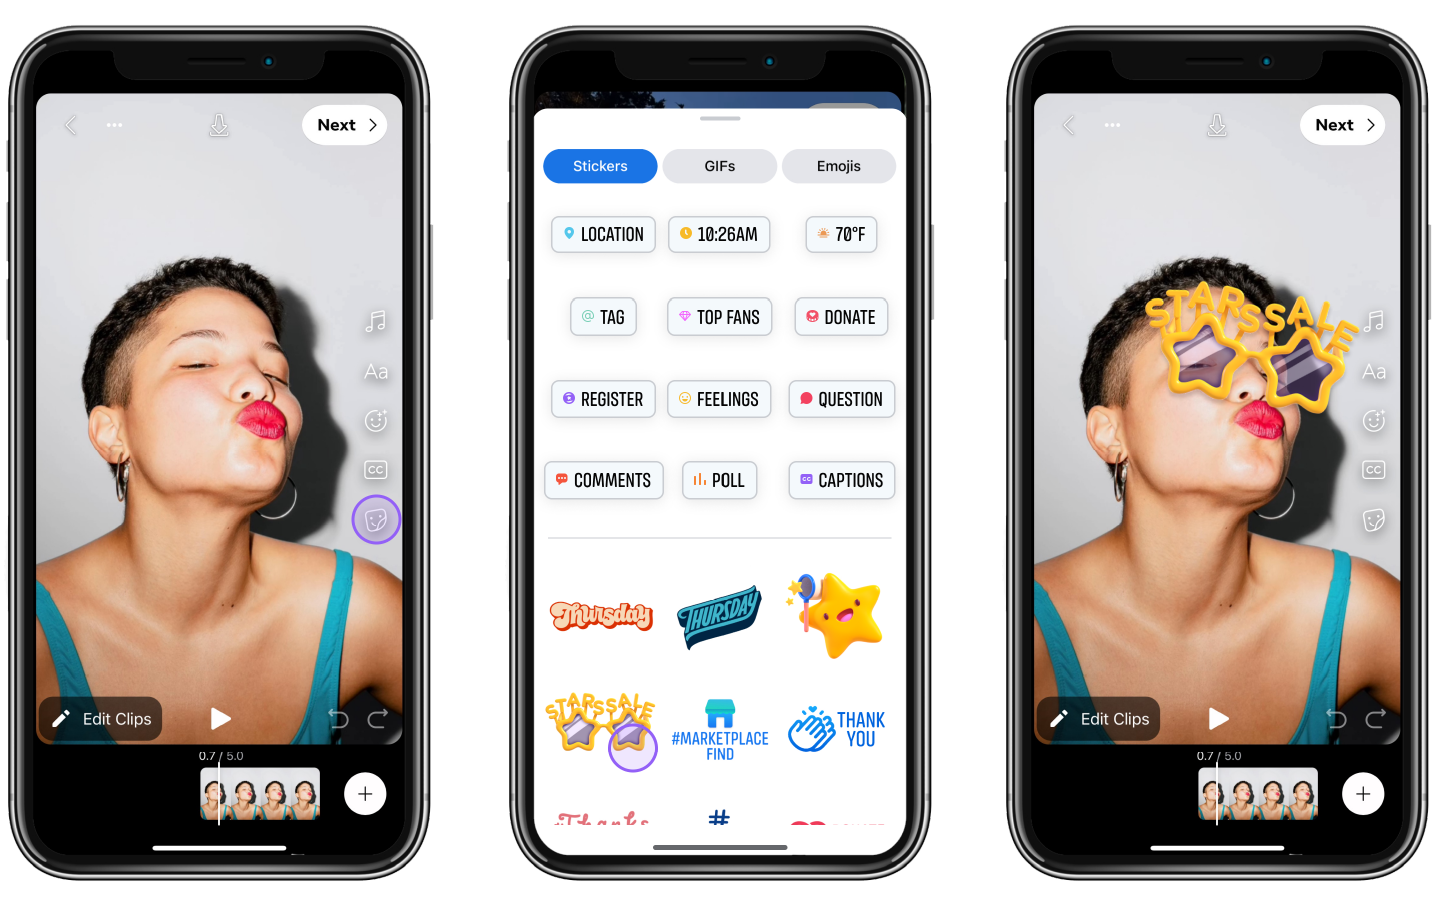 Next
Aa
CC
Edit Clips
0.7 / 5.0
Stickers
GIFs
Emojis
LOCATION
10:26AM
70°F
@ TAG
TOP FANS
DONATE
REGISTER
FEELINGS
QUESTION
COMMENTS
POLL
CC CAPTIONS
Thursday
THURSDAY
STARS SALE
#MARKETPLACE
FIND
THANK
YOU
Thanks
#
Next
STARS SALE
Aa
CC
Edit Clips
0.7 / 5.0